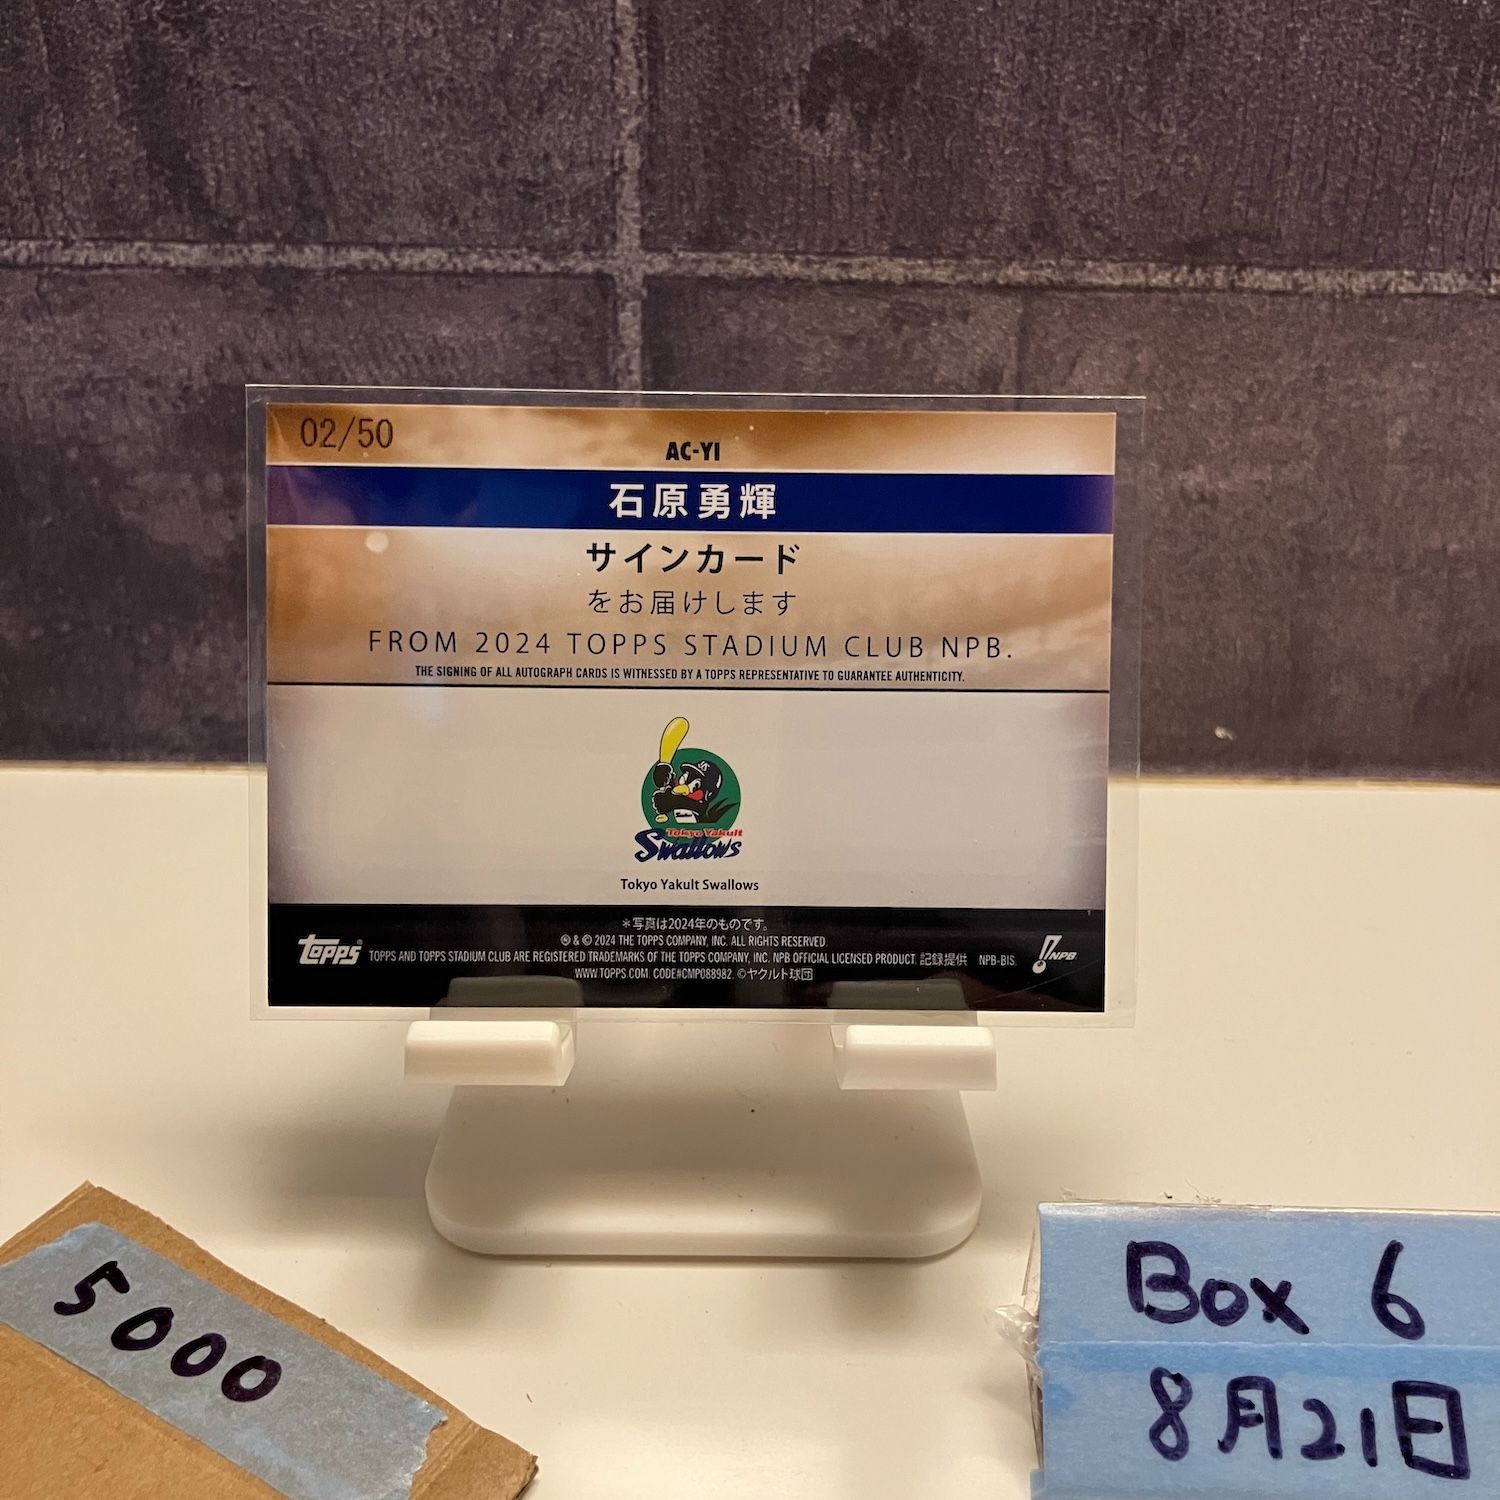 02/50
AC-YI
石原勇輝
サインカード
をお届けします
FROM 2024 TOPPS STADIUM CLUB NPB.
THE SIGNING OF ALL AUTOGRAPH CARDS IS WITNESSED BY A TOPPS REPRESENTATIVE TO GUARANTEE AUTHENTICITY.
Tokyo Yakult
Swallows
Tokyo Yakult Swallows
＊写真は2024年のものです。
® & © 2024 THE TOPPS COMPANY, INC. ALL RIGHTS RESERVED.
topps
TOPPS AND TOPPS STADIUM CLUB ARE REGISTERED TRADEMARKS OF THE TOPPS COMPANY, INC. NPB OFFICIAL LICENSED PRODUCT. 記録提供 NPB-BIS.
NPB
WWW.TOPPS.COM. CODE#CMP088982. ©ヤクルト球団
5000
Box 6
8月21日